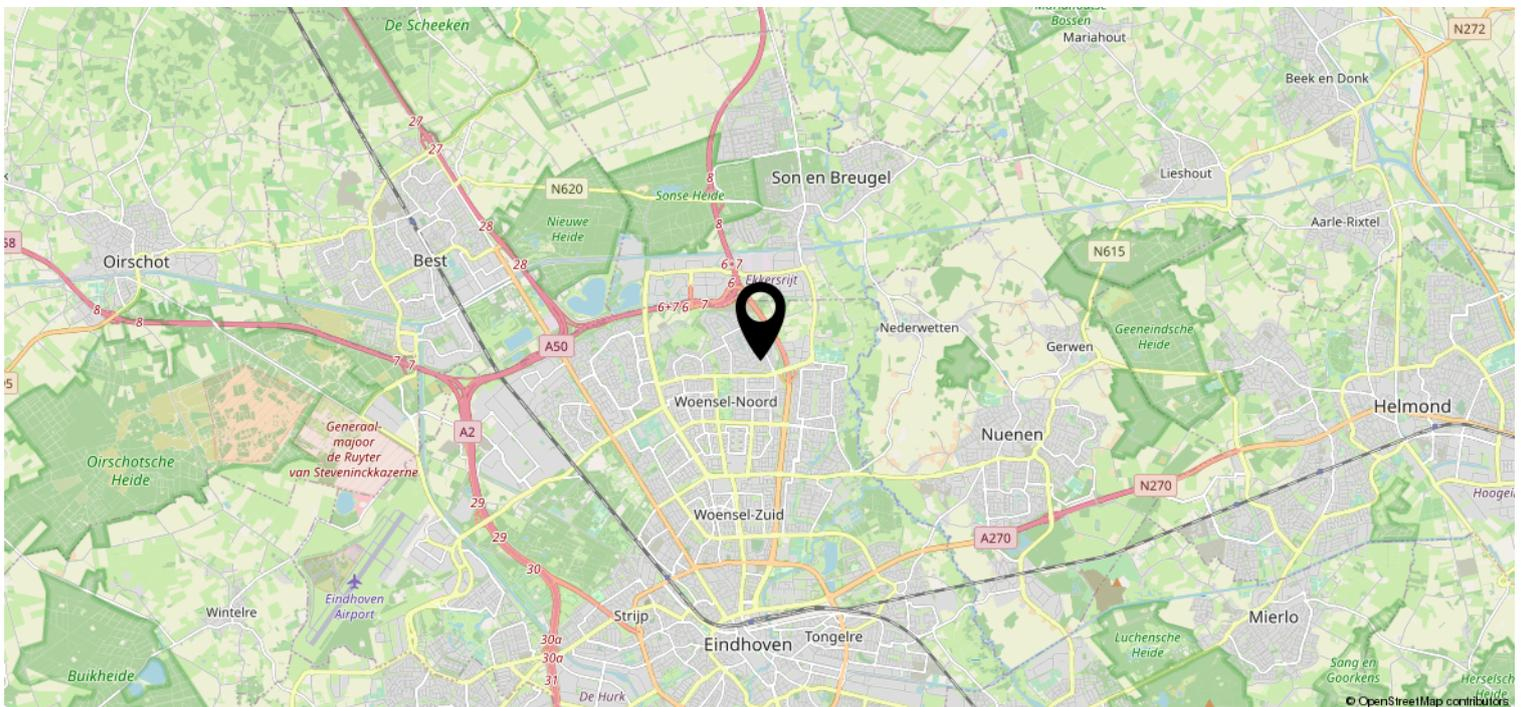 De Scheeken
Bossen
Mariahout
N272
Beek en Donk
27
27
N620
Sonse Heide
8
Son en Breugel
Lieshout
Nieuwe
Heide
28
8
Aarle-Rixtel
58
Oirschot
Best
28
6+7
6
Ekkersrijt
N615
8
8
6+7
6
7
Nederwetten
Geeneindsche
Heide
A50
Gerwen
7
7
95
Woensel-Noord
Helmond
A2
Generaal-
majoor
de Ruyter
van Steveninckkazerne
Nuenen
Oirschotsche
Heide
N270
29
Woensel-Zuid
29
A270
30
Eindhoven
Airport
Wintelre
Strijp
Mierlo
30a
Eindhoven
Tongelre
Luchensche
Heide
30a
Buikheide
31
De Hurk
Sang en
Goorkens
Heide
© OpenStreetMap contributors